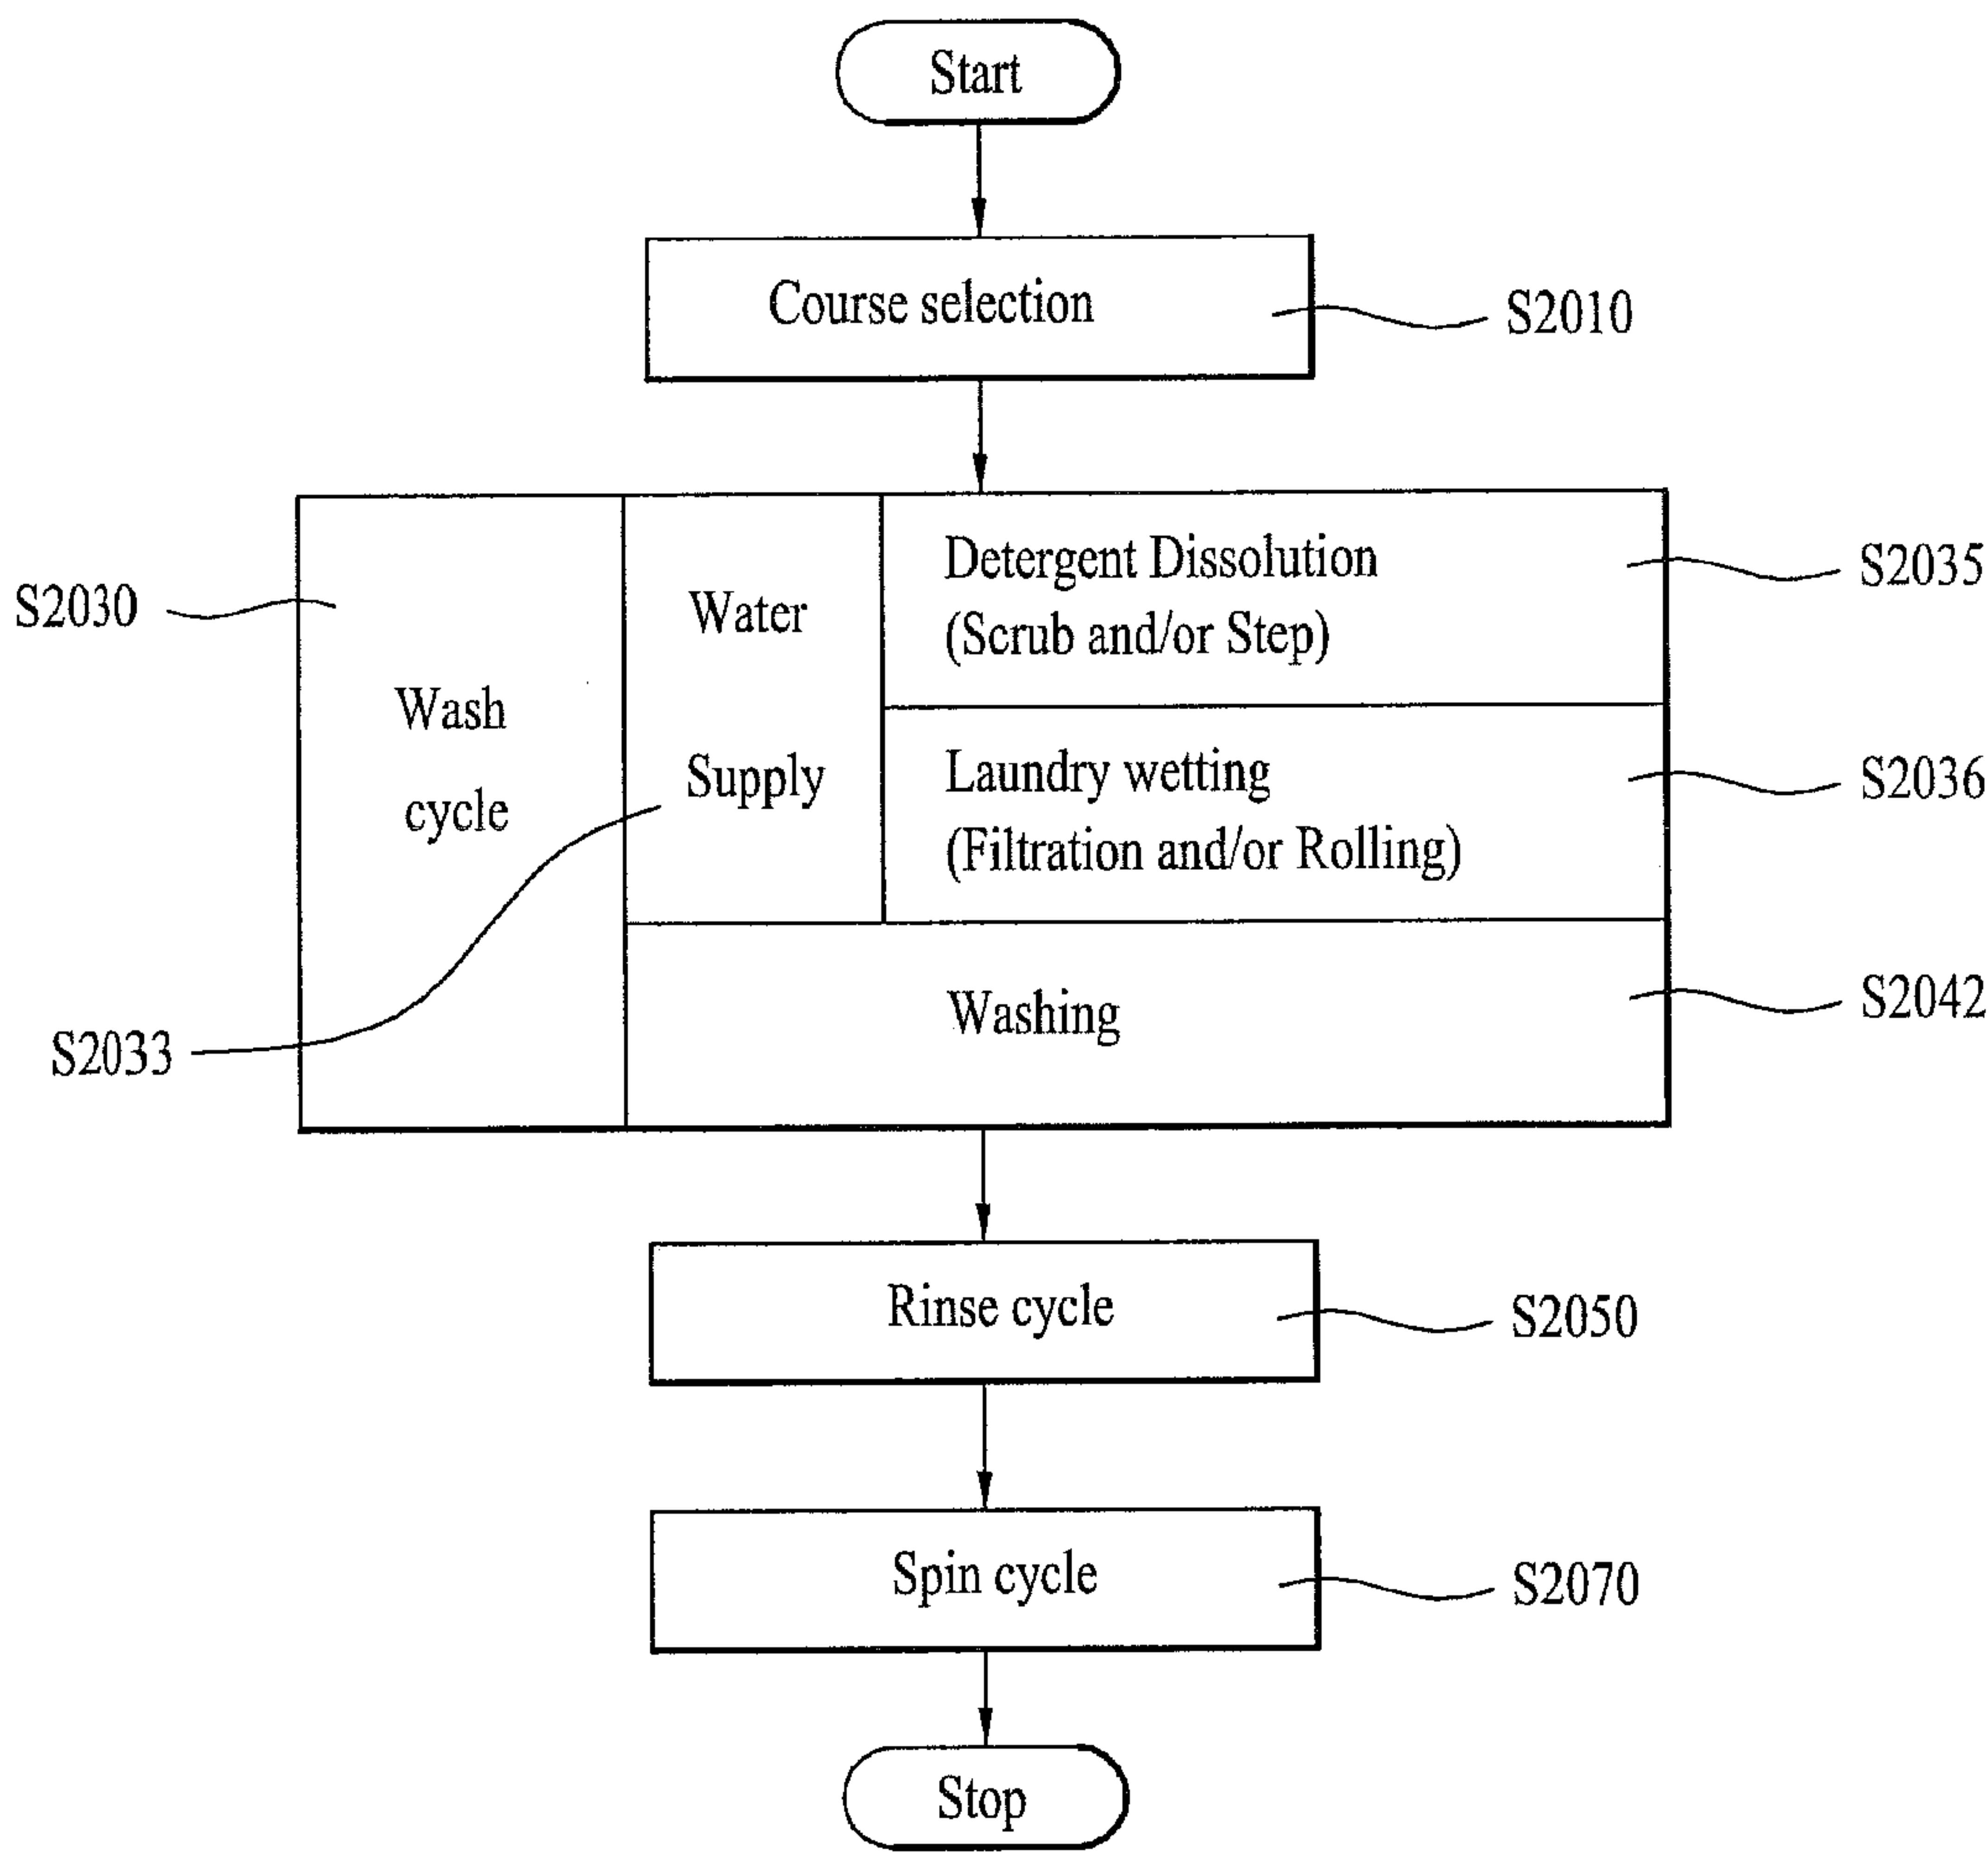 Start
Course selection
S2010
Detergent Dissolution
(Scrub and/or Step)
S2035
S2030
Water
Supply
Wash
cycle
Laundry wetting
(Filtration and/or Rolling)
S2036
S2033
Washing
S2042
Rinse cycle
S2050
Spin cycle
S2070
Stop